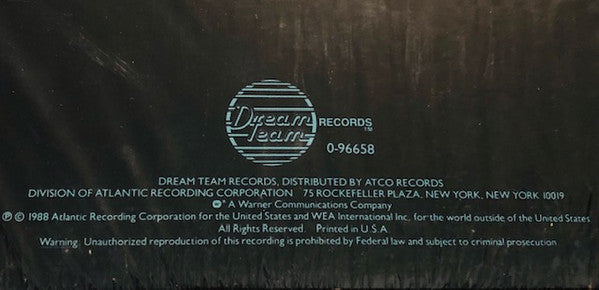 Dream
Team
RECORDS
TM
0-96658
DREAM TEAM RECORDS, DISTRIBUTED BY ATCO RECORDS
DIVISION OF ATLANTIC RECORDING CORPORATION 75 ROCKEFELLER PLAZA, NEW YORK, NEW YORK 10019
® A Warner Communications Company
℗ © 1988 Atlantic Recording Corporation for the United States and WEA International Inc. for the world outside of the United States.
All Rights Reserved. Printed in U.S.A.
Warning: Unauthorized reproduction of this recording is prohibited by Federal law and subject to criminal prosecution.